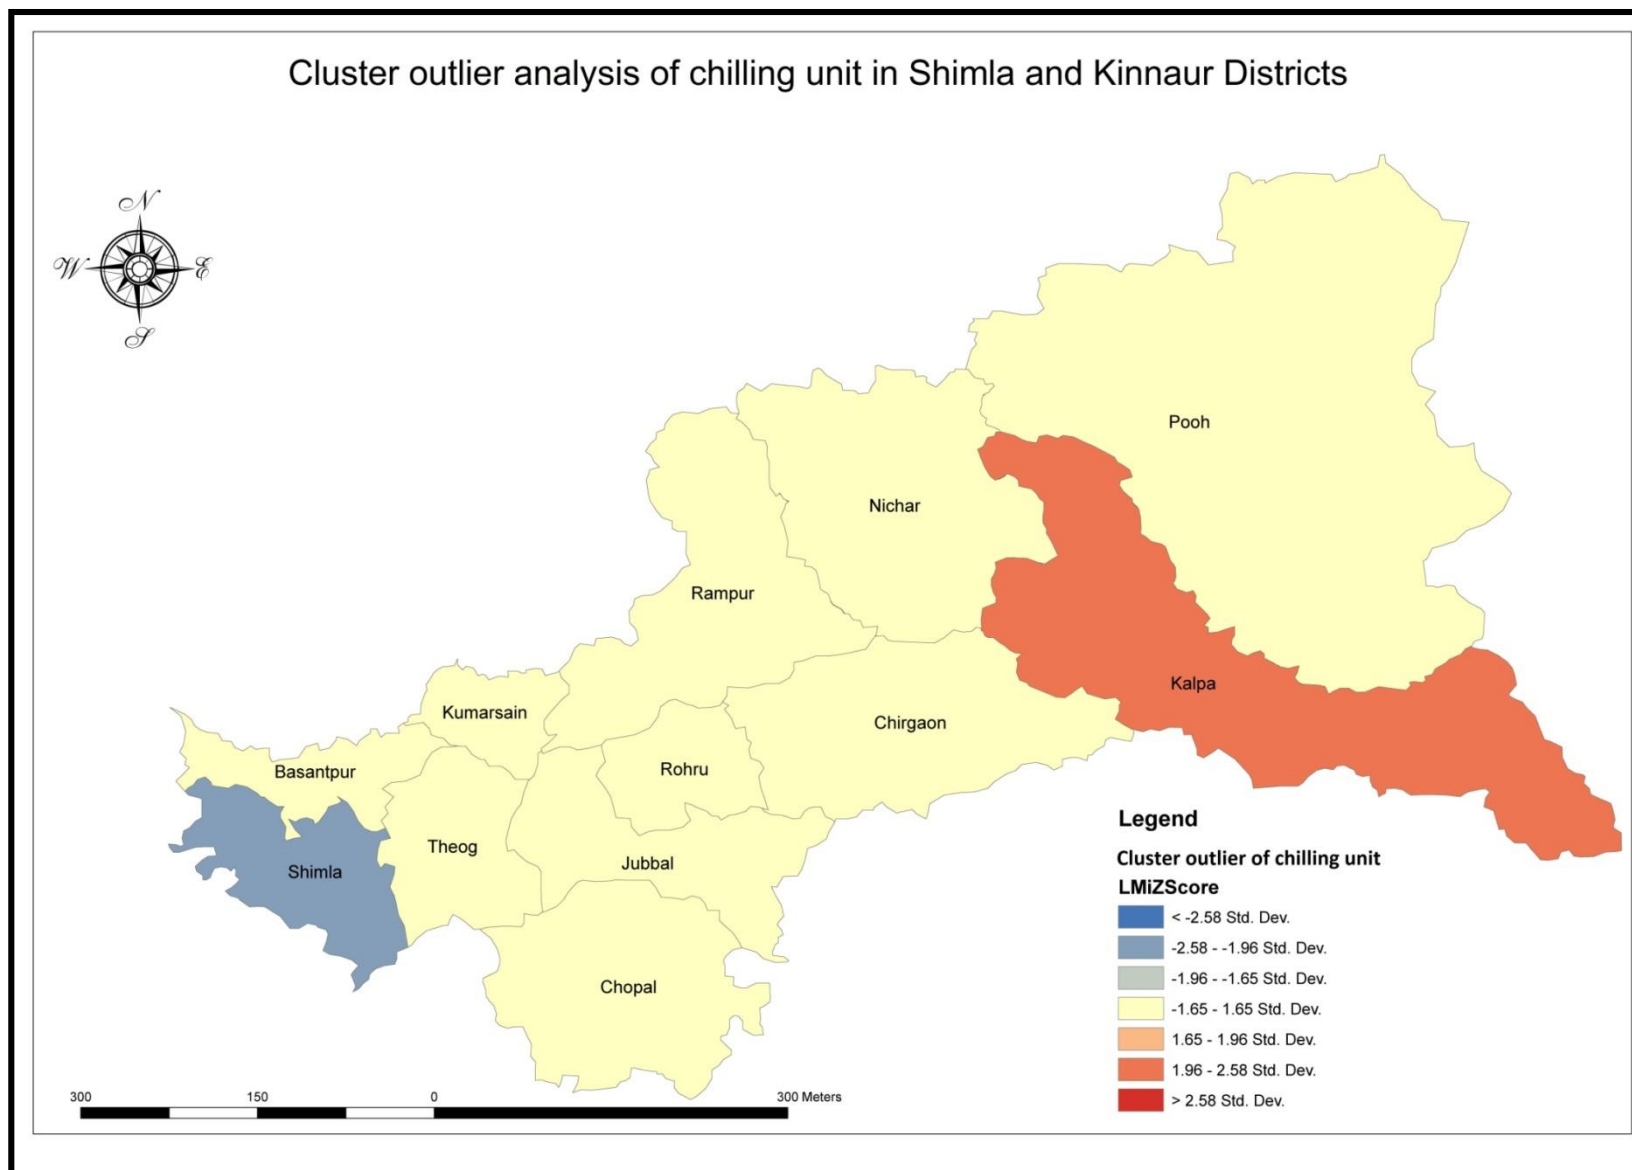 Cluster outlier analysis of chilling unit in Shimla and Kinnaur Districts
N
W E
S
Pooh
Nichar
Rampur
Kalpa
Kumarsain
Chirgaon
Basantpur
Rohru
Theog
Jubbal
Shimla
Chopal
Legend
Cluster outlier of chilling unit
LMiZScore
< -2.58 Std. Dev.
-2.58 - -1.96 Std. Dev.
-1.96 - -1.65 Std. Dev.
-1.65 - 1.65 Std. Dev.
1.65 - 1.96 Std. Dev.
1.96 - 2.58 Std. Dev.
> 2.58 Std. Dev.
300 150 0 300 Meters